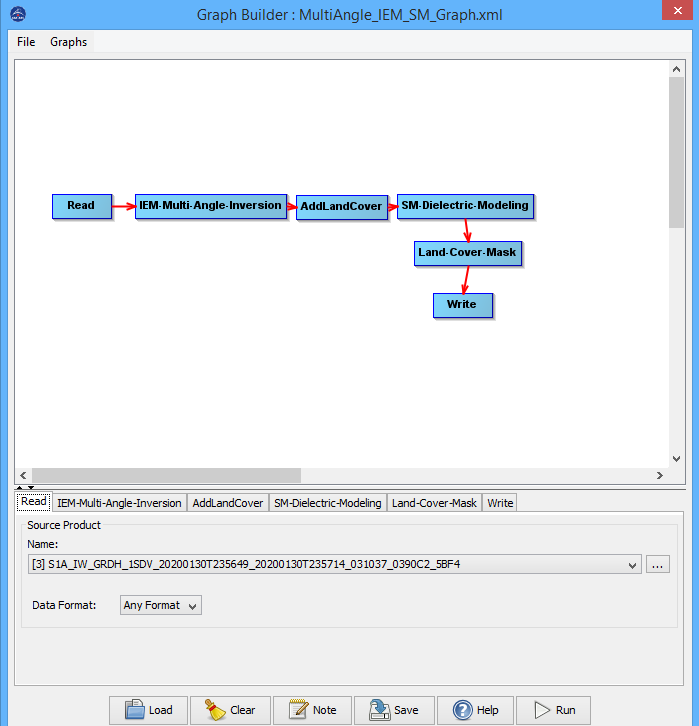 Graph Builder : MultiAngle_IEM_SM_Graph.xml
File Graphs
Read IEM-Multi-Angle-Inversion AddLandCover SM-Dielectric-Modeling
Land-Cover-Mask
Write
Read IEM-Multi-Angle-Inversion AddLandCover SM-Dielectric-Modeling Land-Cover-Mask Write
Source Product
Name:
[3] S1A_IW_GRDH_1SDV_20200130T235649_20200130T235714_031037_0390C2_5BF4 ...
Data Format: Any Format
Load Clear Note Save Help Run